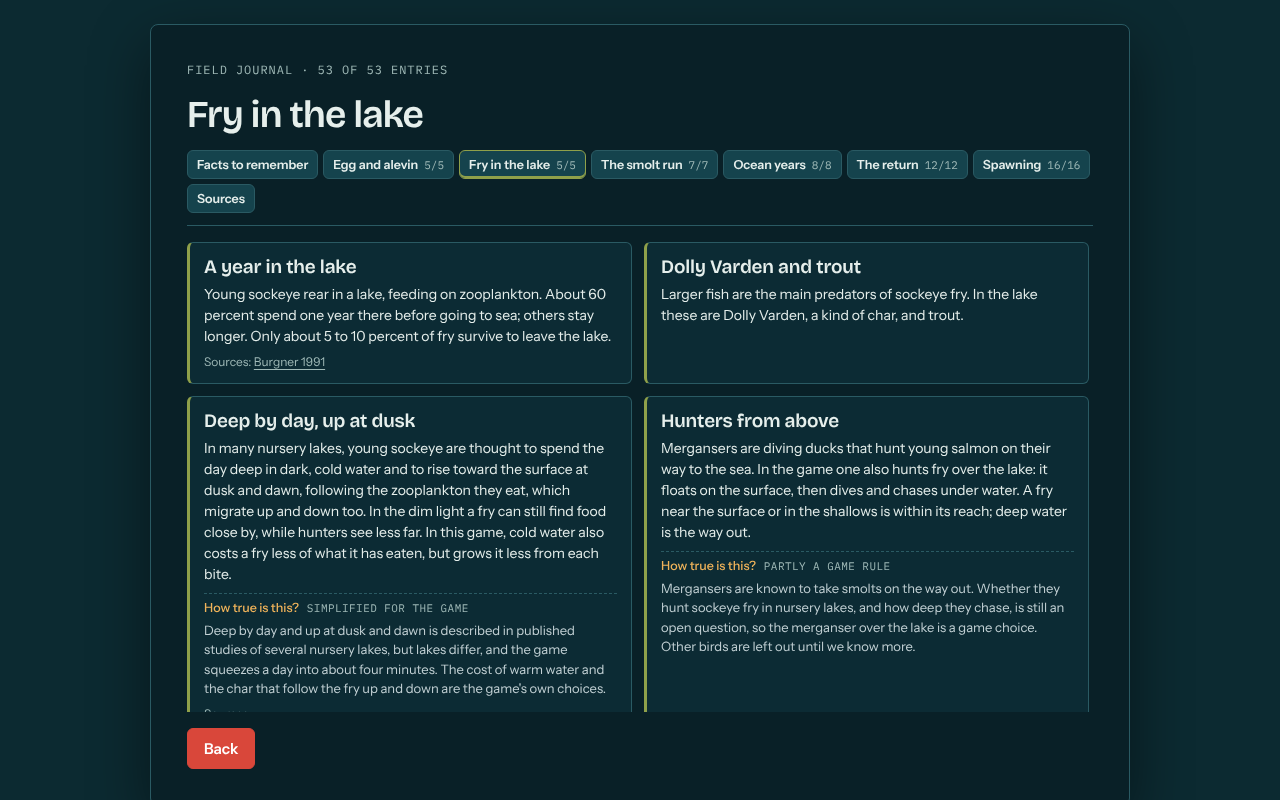 FIELD JOURNAL · 53 OF 53 ENTRIES
Fry in the lake
Facts to remember
Egg and alevin 5/5
Fry in the lake 5/5
The smolt run 7/7
Ocean years 8/8
The return 12/12
Spawning 16/16
Sources
A year in the lake
Young sockeye rear in a lake, feeding on zooplankton. About 60
percent spend one year there before going to sea; others stay
longer. Only about 5 to 10 percent of fry survive to leave the lake.
Sources: Burgner 1991
Dolly Varden and trout
Larger fish are the main predators of sockeye fry. In the lake
these are Dolly Varden, a kind of char, and trout.
Deep by day, up at dusk
In many nursery lakes, young sockeye are thought to spend the
day deep in dark, cold water and to rise toward the surface at
dusk and dawn, following the zooplankton they eat, which
migrate up and down too. In the dim light a fry can still find food
close by, while hunters see less far. In this game, cold water also
costs a fry less of what it has eaten, but grows it less from each
bite.
How true is this? SIMPLIFIED FOR THE GAME
Deep by day and up at dusk and dawn is described in published
studies of several nursery lakes, but lakes differ, and the game
squeezes a day into about four minutes. The cost of warm water and
the char that follow the fry up and down are the game's own choices.
Hunters from above
Mergansers are diving ducks that hunt young salmon on their
way to the sea. In the game one also hunts fry over the lake: it
floats on the surface, then dives and chases under water. A fry
near the surface or in the shallows is within its reach; deep water
is the way out.
How true is this? PARTLY A GAME RULE
Mergansers are known to take smolts on the way out. Whether they
hunt sockeye fry in nursery lakes, and how deep they chase, is still an
open question, so the merganser over the lake is a game choice.
Other birds are left out until we know more.
Back